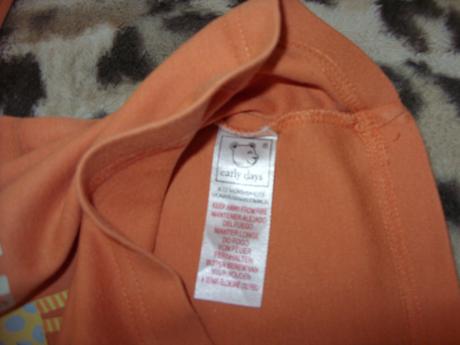 ®
early days
KEEP AWAY FROM FIRE
MANTENER ALEJADO
DEL FUEGO
MANTER LONGE
DO FOGO
VON FEUER
FERNHALTEN
BUITEN BEREIK VAN
VUUR HOUDEN